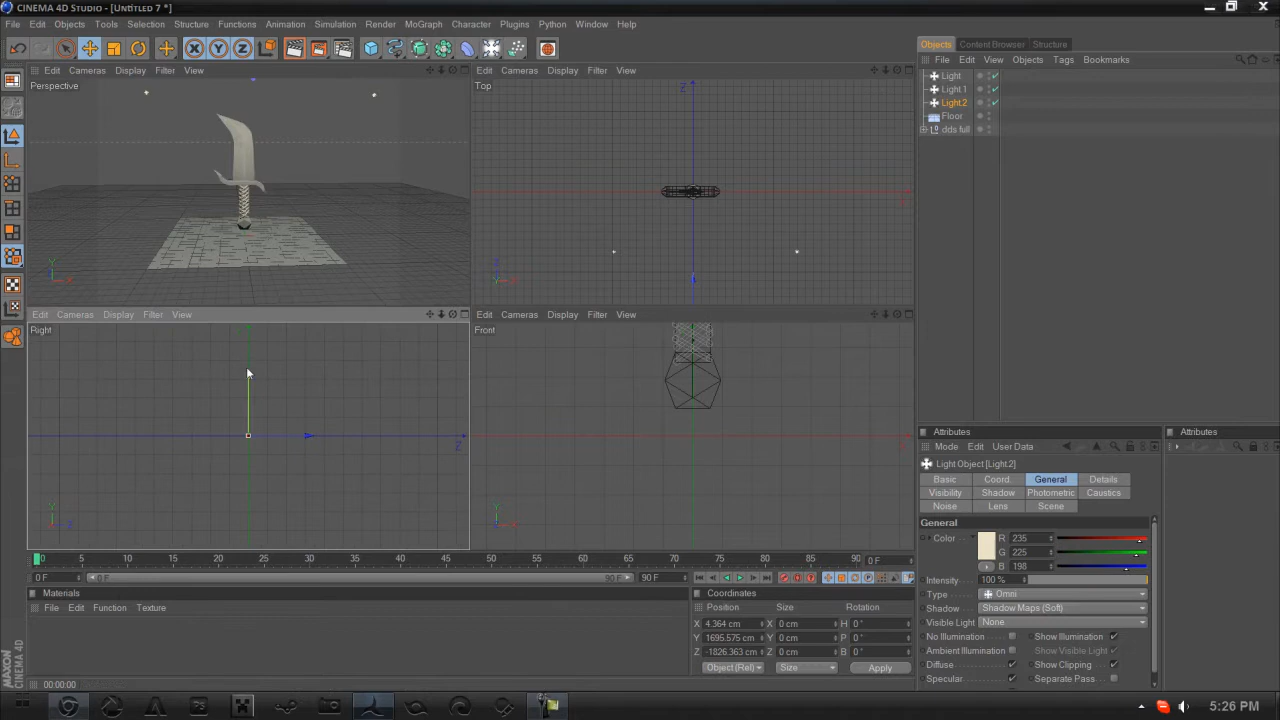 CINEMA 4D Studio - [Untitled 7 *]
File Edit Objects Tools Selection Structure Functions Animation Simulate Render MoGraph Character Plugins Python Window Help
X Y Z
Objects Content Browser Structure
File Edit View Objects Tags Bookmarks
Edit Cameras Display Filter View
Perspective
Edit Cameras Display Filter View
Top
Light
Light.1
Light.2
Floor
dds full
Edit Cameras Display Filter View
Right
Edit Cameras Display Filter View
Front
Attributes
Attributes
Mode Edit User Data
Light Object [Light.2]
Basic Coord. General Details
Visibility Shadow Photometric Caustics
Noise Lens Scene
General
Color R 235
G 225
B 198
Intensity 100 %
Type Omni
Shadow Shadow Maps (Soft)
Visible Light None
No Illumination Show Illumination
Ambient Illumination Show Visible Light
Diffuse Show Clipping
Specular Separate Pass
0 5 10 15 20 25 30 35 40 45 50 55 60 65 70 75 80 85 90 0 F
0 F 0 F 90 F 90 F
Materials
File Edit Function Texture
Coordinates
Position Size Rotation
X 4.364 cm X 0 cm H 0 °
Y 1695.575 cm Y 0 cm P 0 °
Z -1826.363 cm Z 0 cm B 0 °
Object (Rel) Size Apply
MAXON CINEMA 4D
00:00:00
5:26 PM